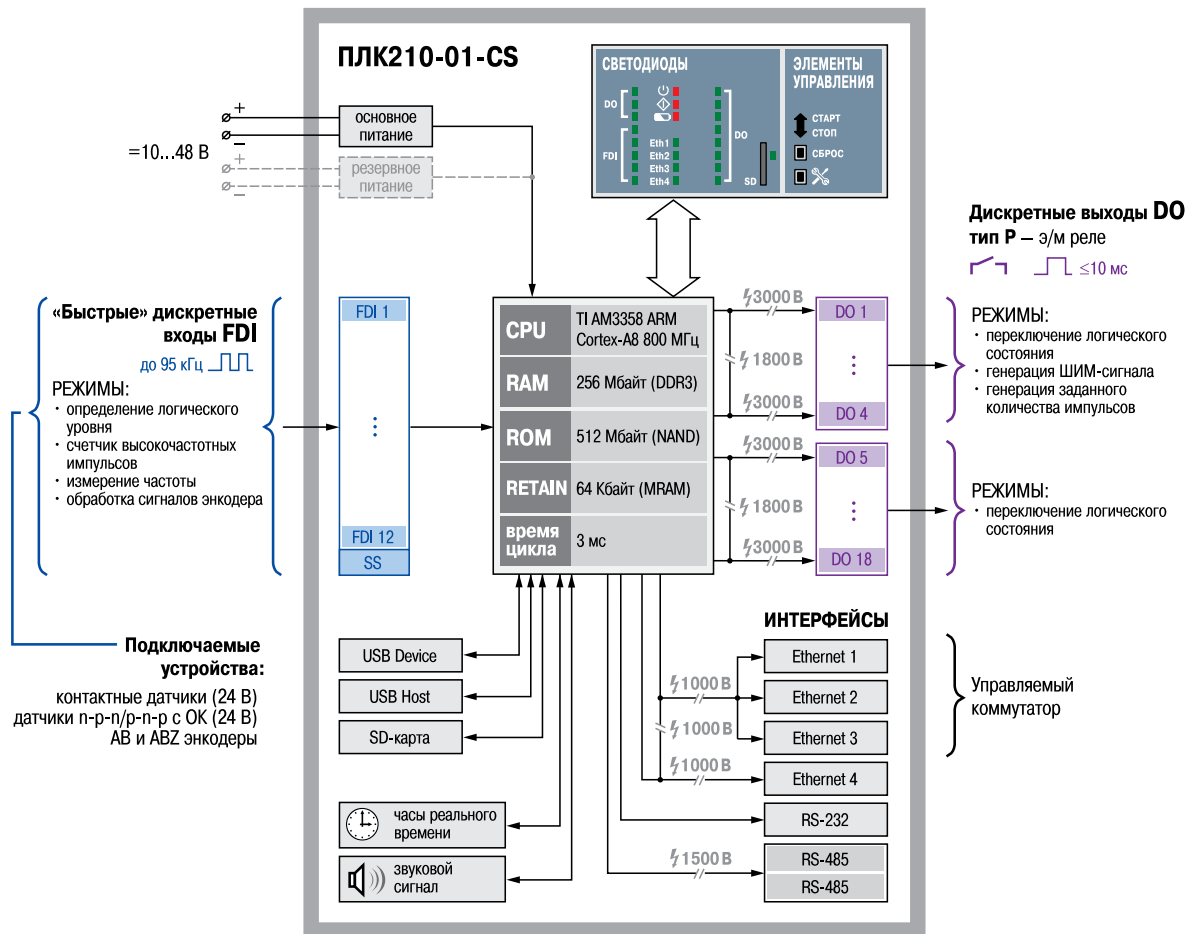 ПЛК210-01-CS
СВЕТОДИОДЫ
DO
FDI
Eth1
Eth2
Eth3
Eth4
DO
SD
ЭЛЕМЕНТЫ
УПРАВЛЕНИЯ
СТАРТ
СТОП
СБРОС
+
−
=10...48 В
+
−
основное
питание
резервное
питание
«Быстрые» дискретные
входы FDI
до 95 кГц
РЕЖИМЫ:
· определение логического
уровня
· счетчик высокочастотных
импульсов
· измерение частоты
· обработка сигналов энкодера
FDI 1
⋮
FDI 12
SS
CPU
TI AM3358 ARM
Cortex-A8 800 МГц
RAM
256 Мбайт (DDR3)
ROM
512 Мбайт (NAND)
RETAIN
64 Кбайт (MRAM)
время
цикла
3 мс
3000 В
1800 В
3000 В
3000 В
1800 В
3000 В
DO 1
⋮
DO 4
DO 5
⋮
DO 18
Дискретные выходы DO
тип Р – э/м реле
≤10 мс
РЕЖИМЫ:
· переключение логического
состояния
· генерация ШИМ-сигнала
· генерация заданного
количества импульсов
РЕЖИМЫ:
· переключение логического
состояния
Подключаемые
устройства:
контактные датчики (24 В)
датчики n-p-n/p-n-p с ОК (24 В)
AB и ABZ энкодеры
USB Device
USB Host
SD-карта
часы реального
времени
звуковой
сигнал
ИНТЕРФЕЙСЫ
1000 В
1000 В
1000 В
1500 В
Ethernet 1
Ethernet 2
Ethernet 3
Ethernet 4
RS-232
RS-485
RS-485
Управляемый
коммутатор